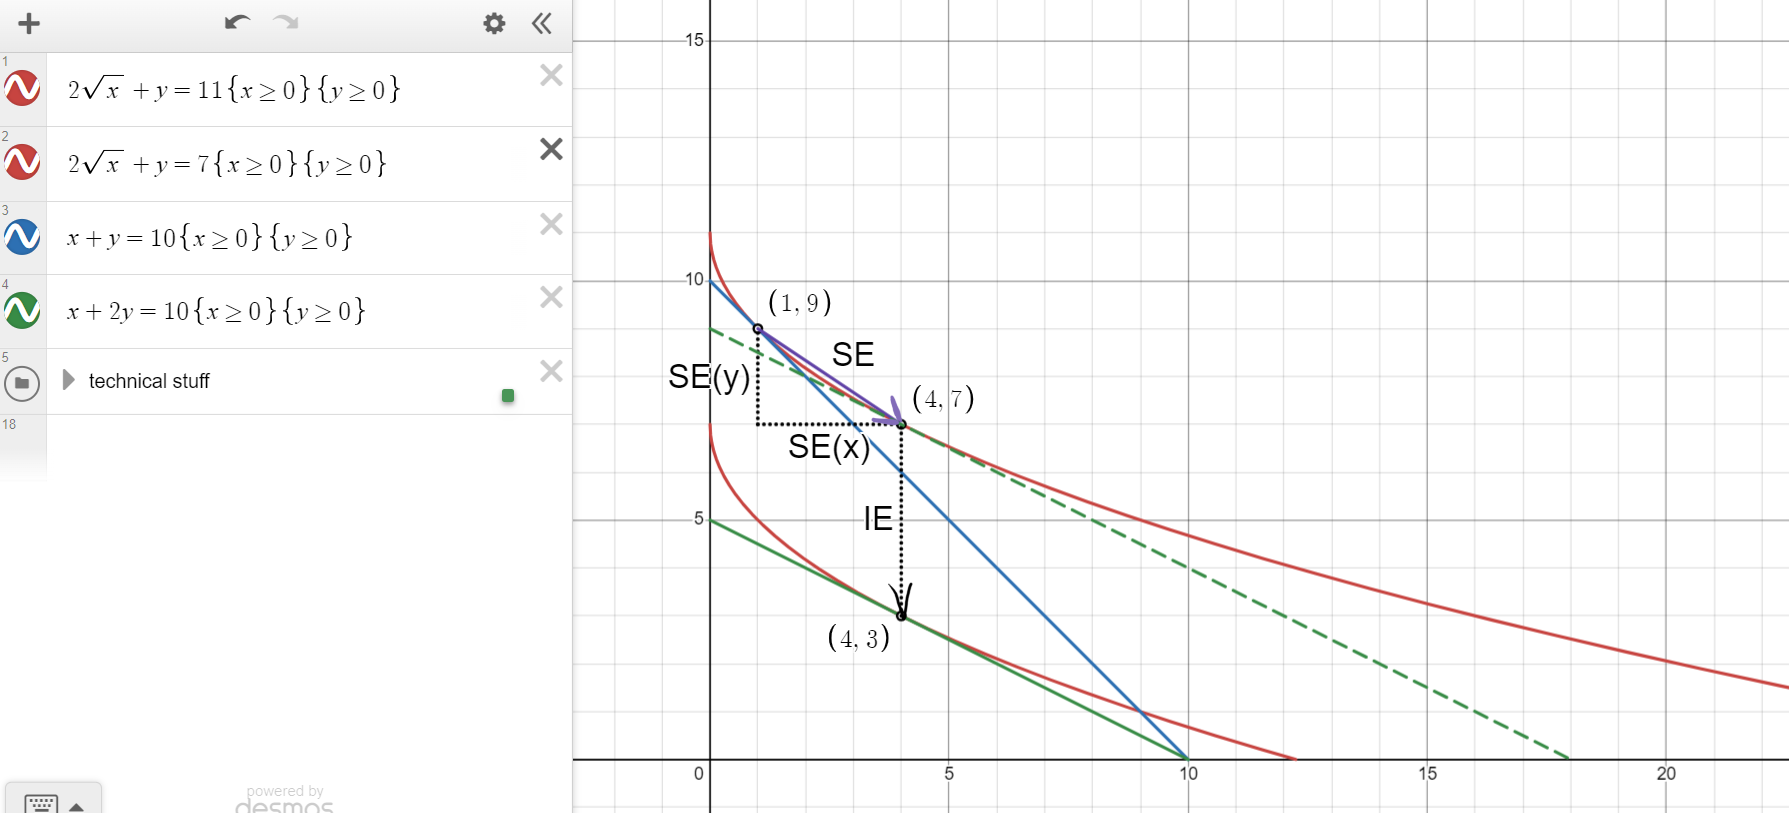 1
2√x + y = 11{x ≥ 0}{y ≥ 0}
2
2√x + y = 7{x ≥ 0}{y ≥ 0}
3
x + y = 10{x ≥ 0}{y ≥ 0}
4
x + 2y = 10{x ≥ 0}{y ≥ 0}
5
technical stuff
18
powered by
desmos
15
10
(1, 9)
SE
SE(y)
(4, 7)
SE(x)
5
IE
(4, 3)
0
5
10
15
20